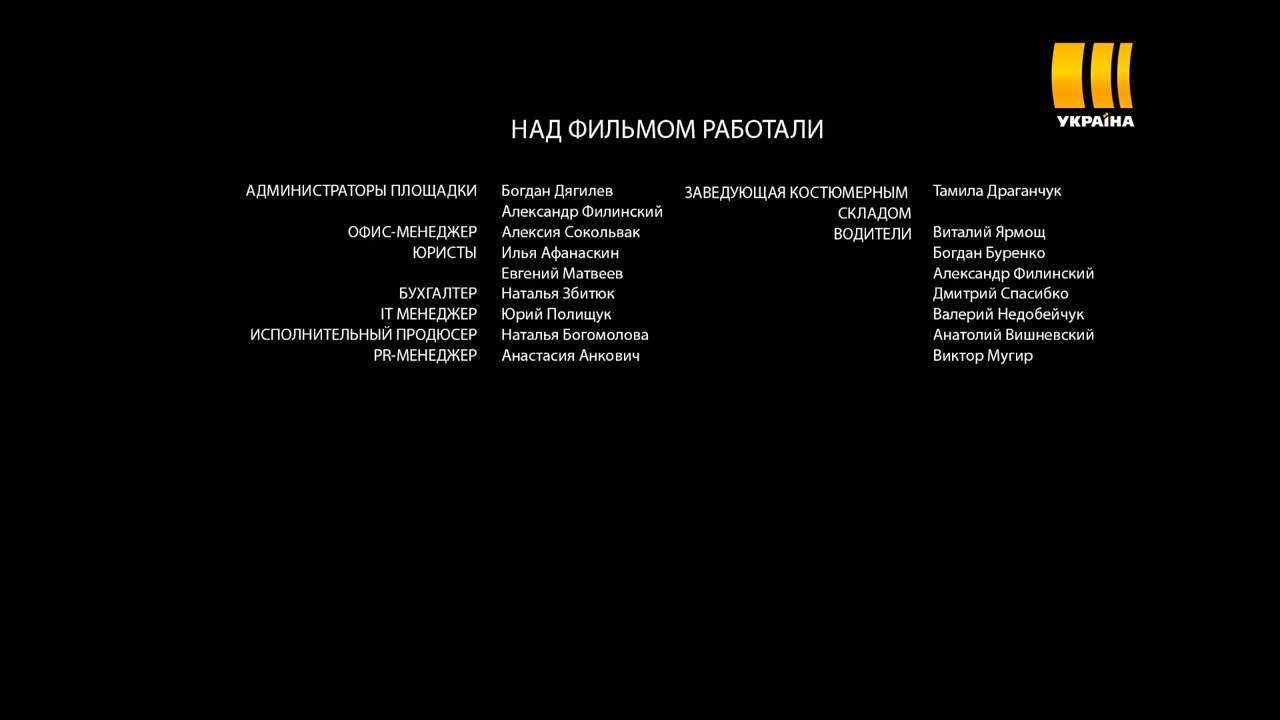 УКРАЇНА
НАД ФИЛЬМОМ РАБОТАЛИ
АДМИНИСТРАТОРЫ ПЛОЩАДКИ Богдан Дягилев
Александр Филинский
ОФИС-МЕНЕДЖЕР Алексия Сокольвак
ЮРИСТЫ Илья Афанаскин
Евгений Матвеев
БУХГАЛТЕР Наталья Збитюк
IT МЕНЕДЖЕР Юрий Полищук
ИСПОЛНИТЕЛЬНЫЙ ПРОДЮСЕР Наталья Богомолова
PR-МЕНЕДЖЕР Анастасия Анкович
ЗАВЕДУЮЩАЯ КОСТЮМЕРНЫМ Тамила Драганчук
СКЛАДОМ
ВОДИТЕЛИ Виталий Ярмощ
Богдан Буренко
Александр Филинский
Дмитрий Спасибко
Валерий Недобейчук
Анатолий Вишневский
Виктор Мугир